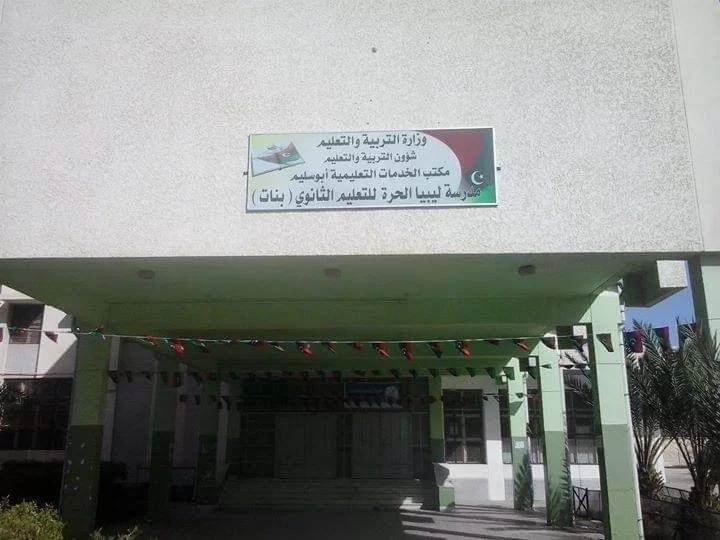 وزارة التربية والتعليم
شؤون التربية والتعليم
مكتب الخدمات التعليمية أبوسليم
مدرسة ليبيا الحرة للتعليم الثانوي ( بنات )